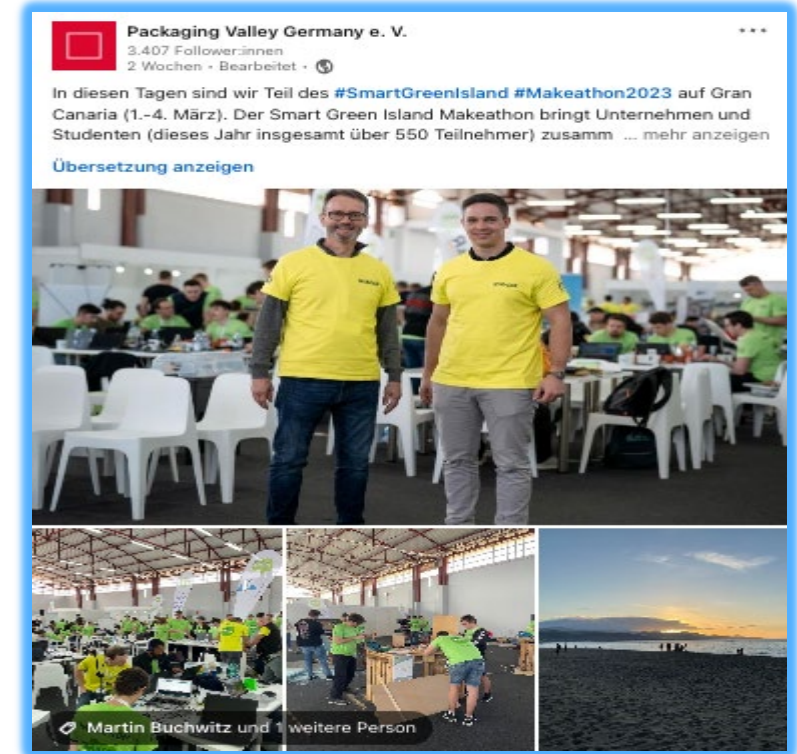 Packaging Valley Germany e. V.
3.407 Follower:innen
2 Wochen • Bearbeitet •
In diesen Tagen sind wir Teil des #SmartGreenIsland #Makeathon2023 auf Gran
Canaria (1.-4. März). Der Smart Green Island Makeathon bringt Unternehmen und
Studenten (dieses Jahr insgesamt über 550 Teilnehmer) zusamm ... mehr anzeigen
Übersetzung anzeigen
Martin Buchwitz und 1 weitere Person